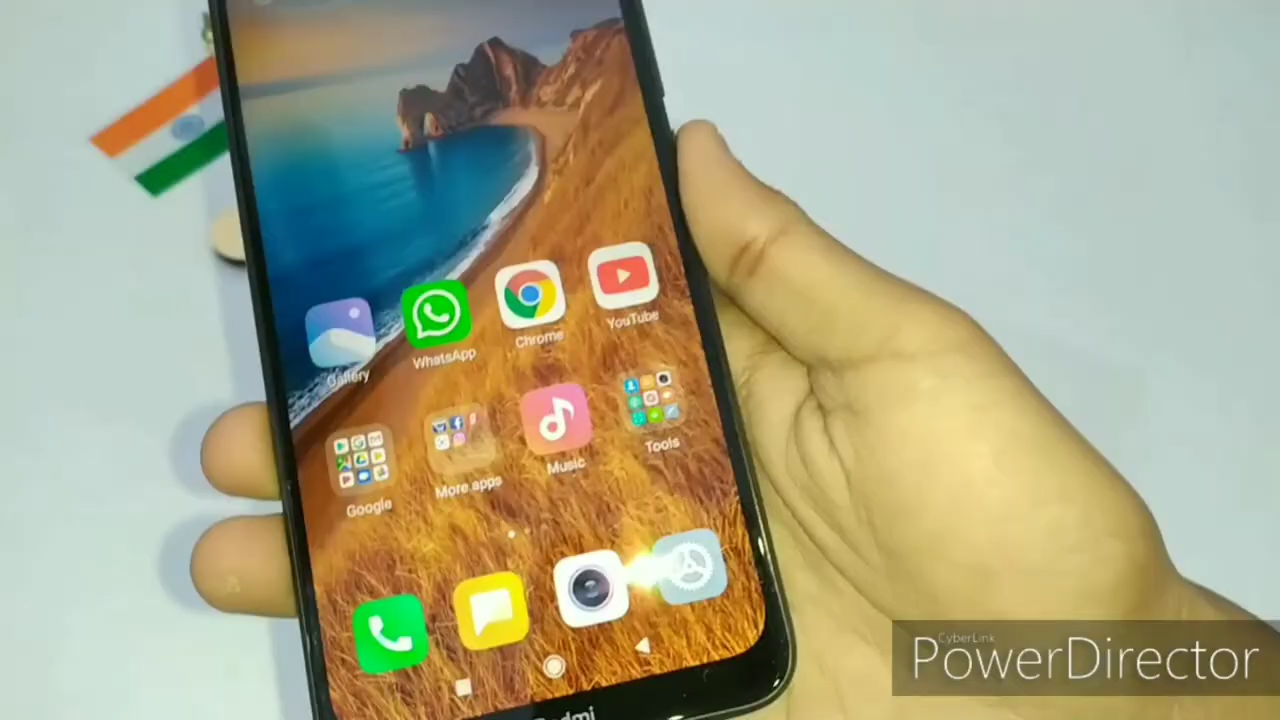 YouTube
Chrome
WhatsApp
Gallery
Tools
Music
More apps
Google
Redmi
CyberLink
PowerDirector